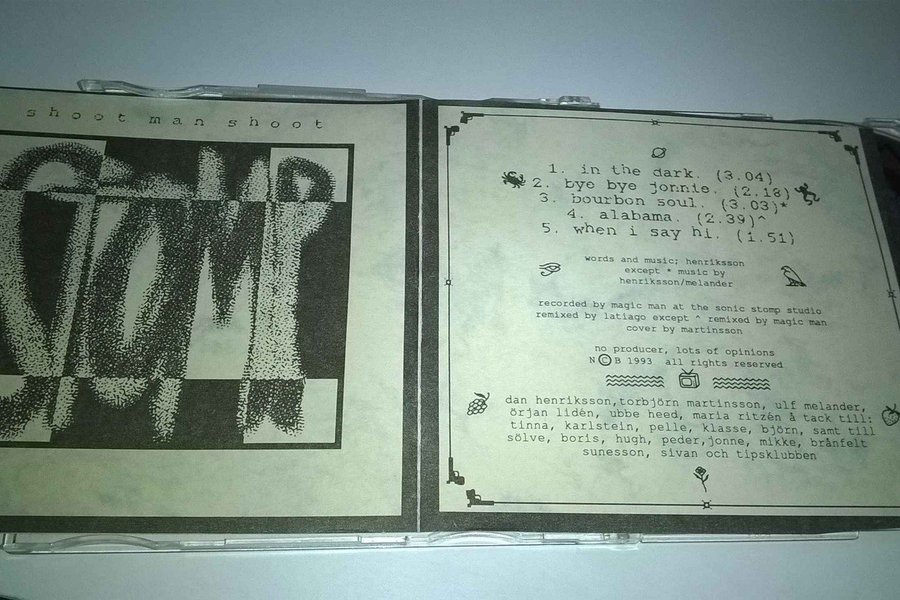 shoot man shoot
STOMP
1. in the dark. (3.04)
2. bye bye jonnie. (2.18)
3. bourbon soul. (3.03)*
4. alabama. (2.39)^
5. when i say hi. (1.51)
words and music; henriksson
except * music by
henriksson/melander
recorded by magic man at the sonic stomp studio
remixed by latiago except ^ remixed by magic man
cover by martinsson
no producer, lots of opinions
N©B 1993 all rights reserved
dan henriksson,torbjörn martinsson, ulf melander,
örjan lidén, ubbe heed, maria ritzén å tack till:
tinna, karlstein, pelle, klasse, björn, samt till
sölve, boris, hugh, peder,jonne, mikke, brånfelt
sunesson, sivan och tipsklubben